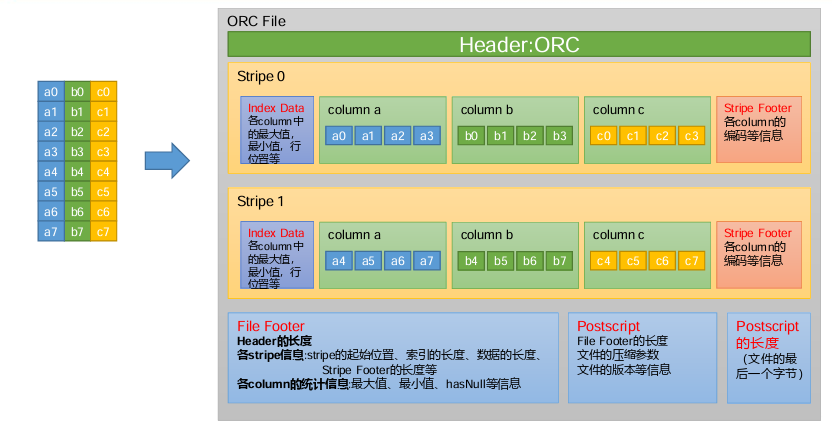 ORC File
Header:ORC
a0 b0 c0
a1 b1 c1
a2 b2 c2
a3 b3 c3
a4 b4 c4
a5 b5 c5
a6 b6 c6
a7 b7 c7
Stripe 0
Index Data
各column中
的最大值,
最小值, 行
位置等
column a
a0 a1 a2 a3
column b
b0 b1 b2 b3
column c
c0 c1 c2 c3
Stripe Footer
各column的
编码等信息
Stripe 1
Index Data
各column中
的最大值,
最小值, 行
位置等
column a
a4 a5 a6 a7
column b
b4 b5 b6 b7
column c
c4 c5 c6 c7
Stripe Footer
各column的
编码等信息
File Footer
Header的长度
各stripe信息:stripe的起始位置、索引的长度、数据的长度、
Stripe Footer的长度等
各column的统计信息:最大值、最小值、hasNull等信息
Postscript
File Footer的长度
文件的压缩参数
文件的版本等信息
Postscript
的长度
(文件的最
后一个字节)